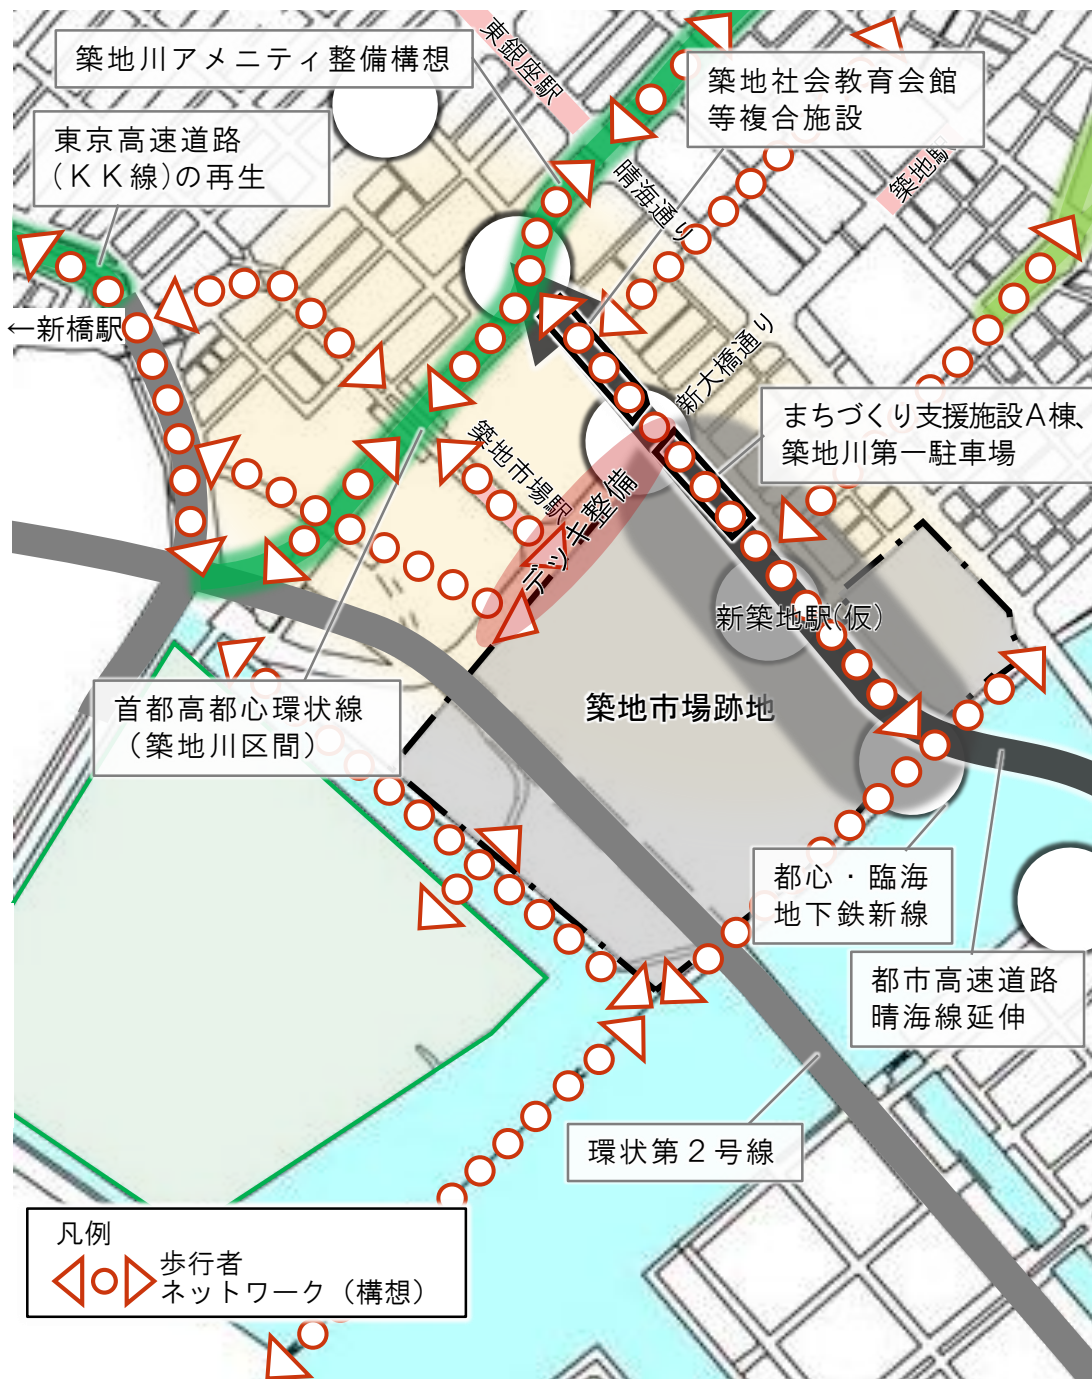 築地川アメニティ整備構想
東銀座駅
築地社会教育会館
等複合施設
東京高速道路
(ＫＫ線)の再生
晴海通り
築地駅
←新橋駅
新大橋通り
まちづくり支援施設Ａ棟、
築地川第一駐車場
築地市場駅
デッキ整備
新築地駅(仮)
首都高都心環状線
（築地川区間）
築地市場跡地
都心・臨海
地下鉄新線
都市高速道路
晴海線延伸
環状第２号線
凡例
歩行者
ネットワーク（構想）